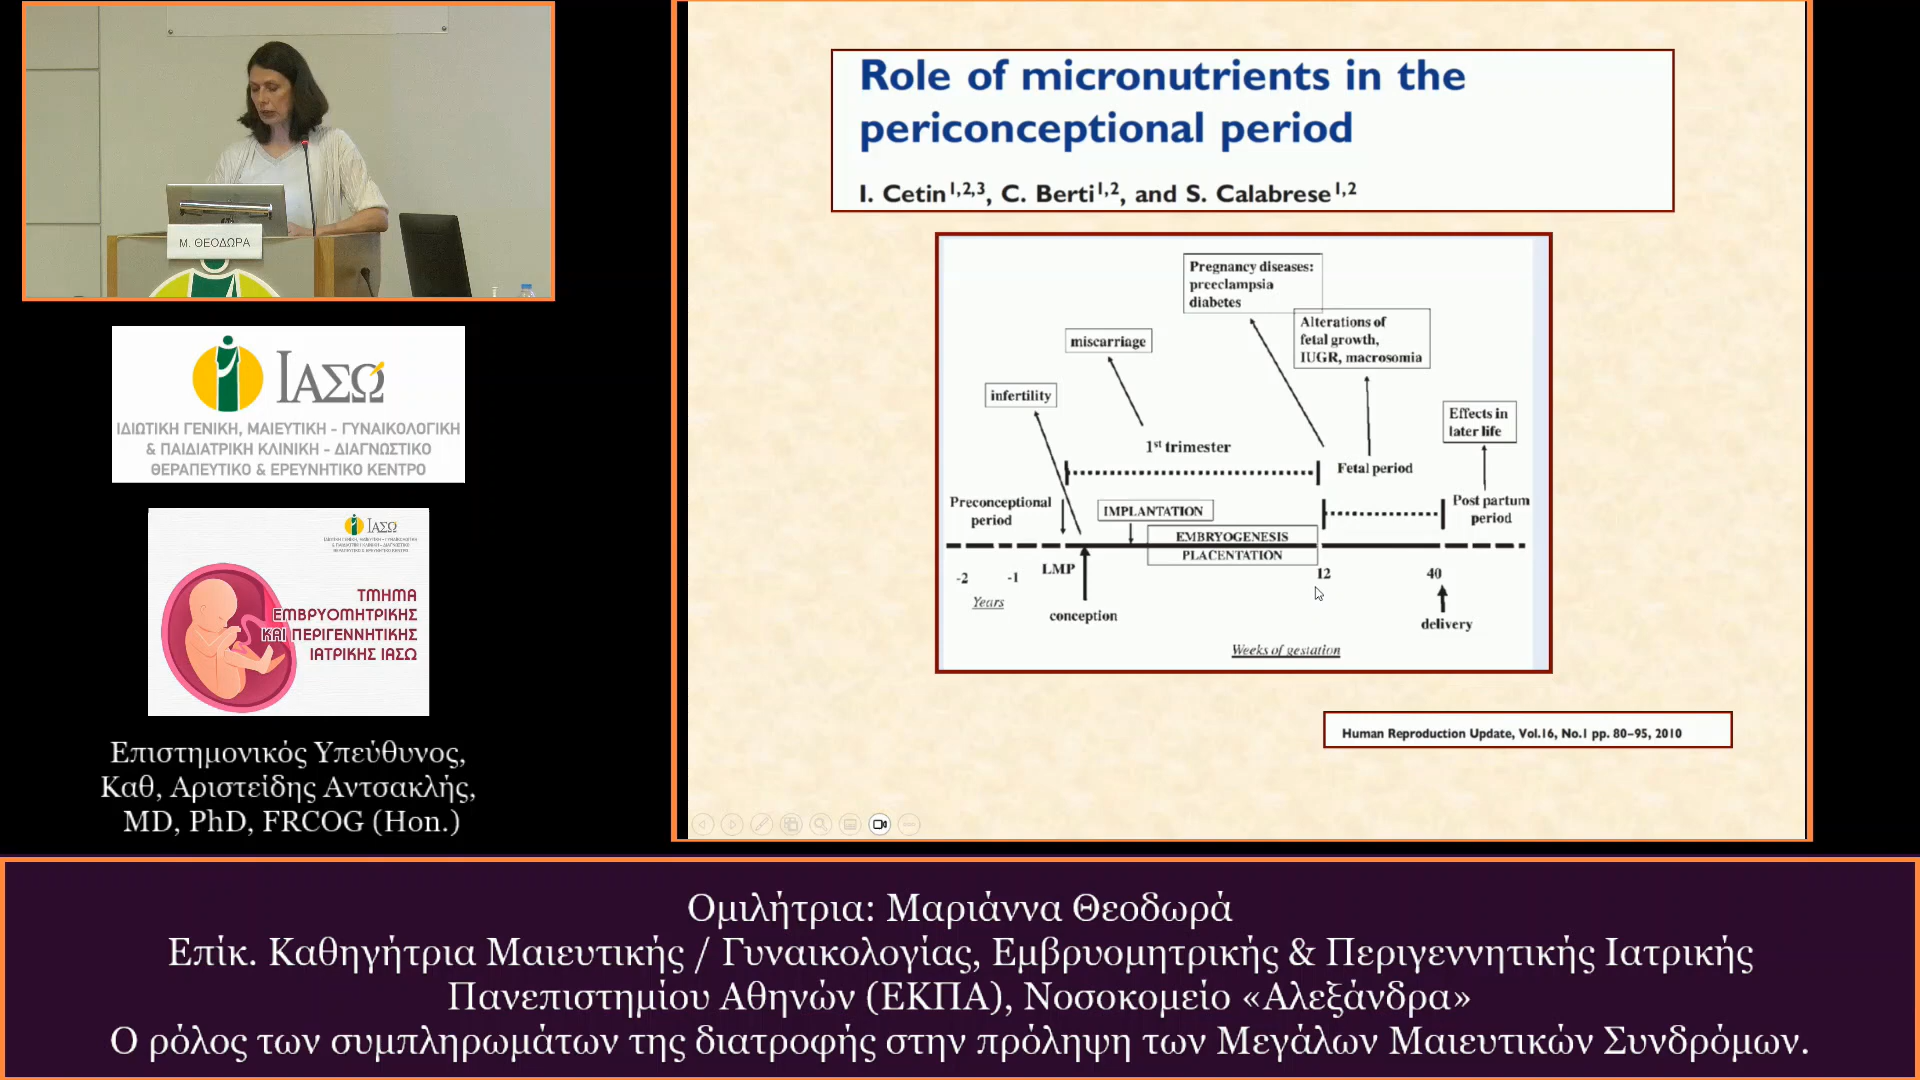 Μ. ΘΕΟΔΩΡΑ
ΙΑΣΩ
ΙΔΙΩΤΙΚΗ ΓΕΝΙΚΗ, ΜΑΙΕΥΤΙΚΗ - ΓΥΝΑΙΚΟΛΟΓΙΚΗ
& ΠΑΙΔΙΑΤΡΙΚΗ ΚΛΙΝΙΚΗ - ΔΙΑΓΝΩΣΤΙΚΟ
ΘΕΡΑΠΕΥΤΙΚΟ & ΕΡΕΥΝΗΤΙΚΟ ΚΕΝΤΡΟ
ΙΑΣΩ
ΤΜΗΜΑ
ΕΜΒΡΥΟΜΗΤΡΙΚΗΣ
ΚΑΙ ΠΕΡΙΓΕΝΝΗΤΙΚΗΣ
ΙΑΤΡΙΚΗΣ ΙΑΣΩ
Επιστημονικός Υπεύθυνος,
Καθ, Αριστείδης Αντσακλής,
MD, PhD, FRCOG (Hon.)
Role of micronutrients in the
periconceptional period
I. Cetin1,2,3, C. Berti1,2, and S. Calabrese1,2
Pregnancy diseases:
preeclampsia
diabetes
Alterations of
fetal growth,
IUGR, macrosomia
miscarriage
infertility
Effects in
later life
1st trimester
Fetal period
Preconceptional
period
IMPLANTATION
Post partum
period
EMBRYOGENESIS
PLACENTATION
-2 -1 LMP 12 40
Years
conception
delivery
Weeks of gestation
Human Reproduction Update, Vol.16, No.1 pp. 80–95, 2010
Ομιλήτρια: Μαριάννα Θεοδωρά
Επίκ. Καθηγήτρια Μαιευτικής / Γυναικολογίας, Εμβρυομητρικής & Περιγεννητικής Ιατρικής
Πανεπιστημίου Αθηνών (ΕΚΠΑ), Νοσοκομείο «Αλεξάνδρα»
Ο ρόλος των συμπληρωμάτων της διατροφής στην πρόληψη των Μεγάλων Μαιευτικών Συνδρόμων.